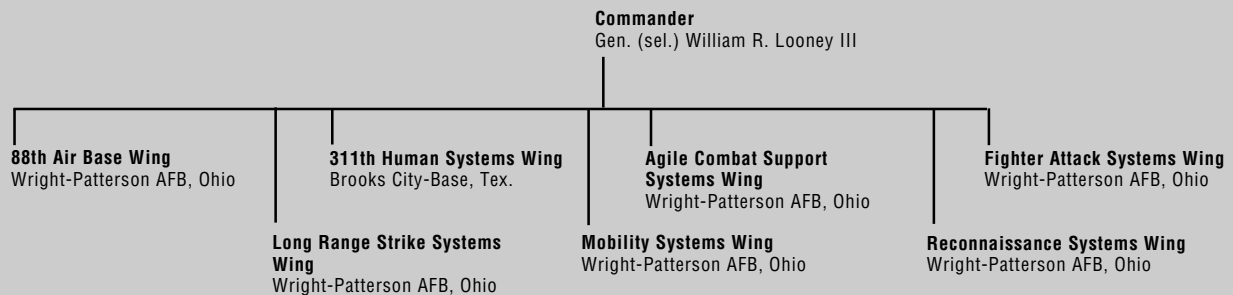 Commander
Gen. (sel.) William R. Looney III
88th Air Base Wing
Wright-Patterson AFB, Ohio
311th Human Systems Wing
Brooks City-Base, Tex.
Agile Combat Support
Systems Wing
Wright-Patterson AFB, Ohio
Fighter Attack Systems Wing
Wright-Patterson AFB, Ohio
Long Range Strike Systems
Wing
Wright-Patterson AFB, Ohio
Mobility Systems Wing
Wright-Patterson AFB, Ohio
Reconnaissance Systems Wing
Wright-Patterson AFB, Ohio